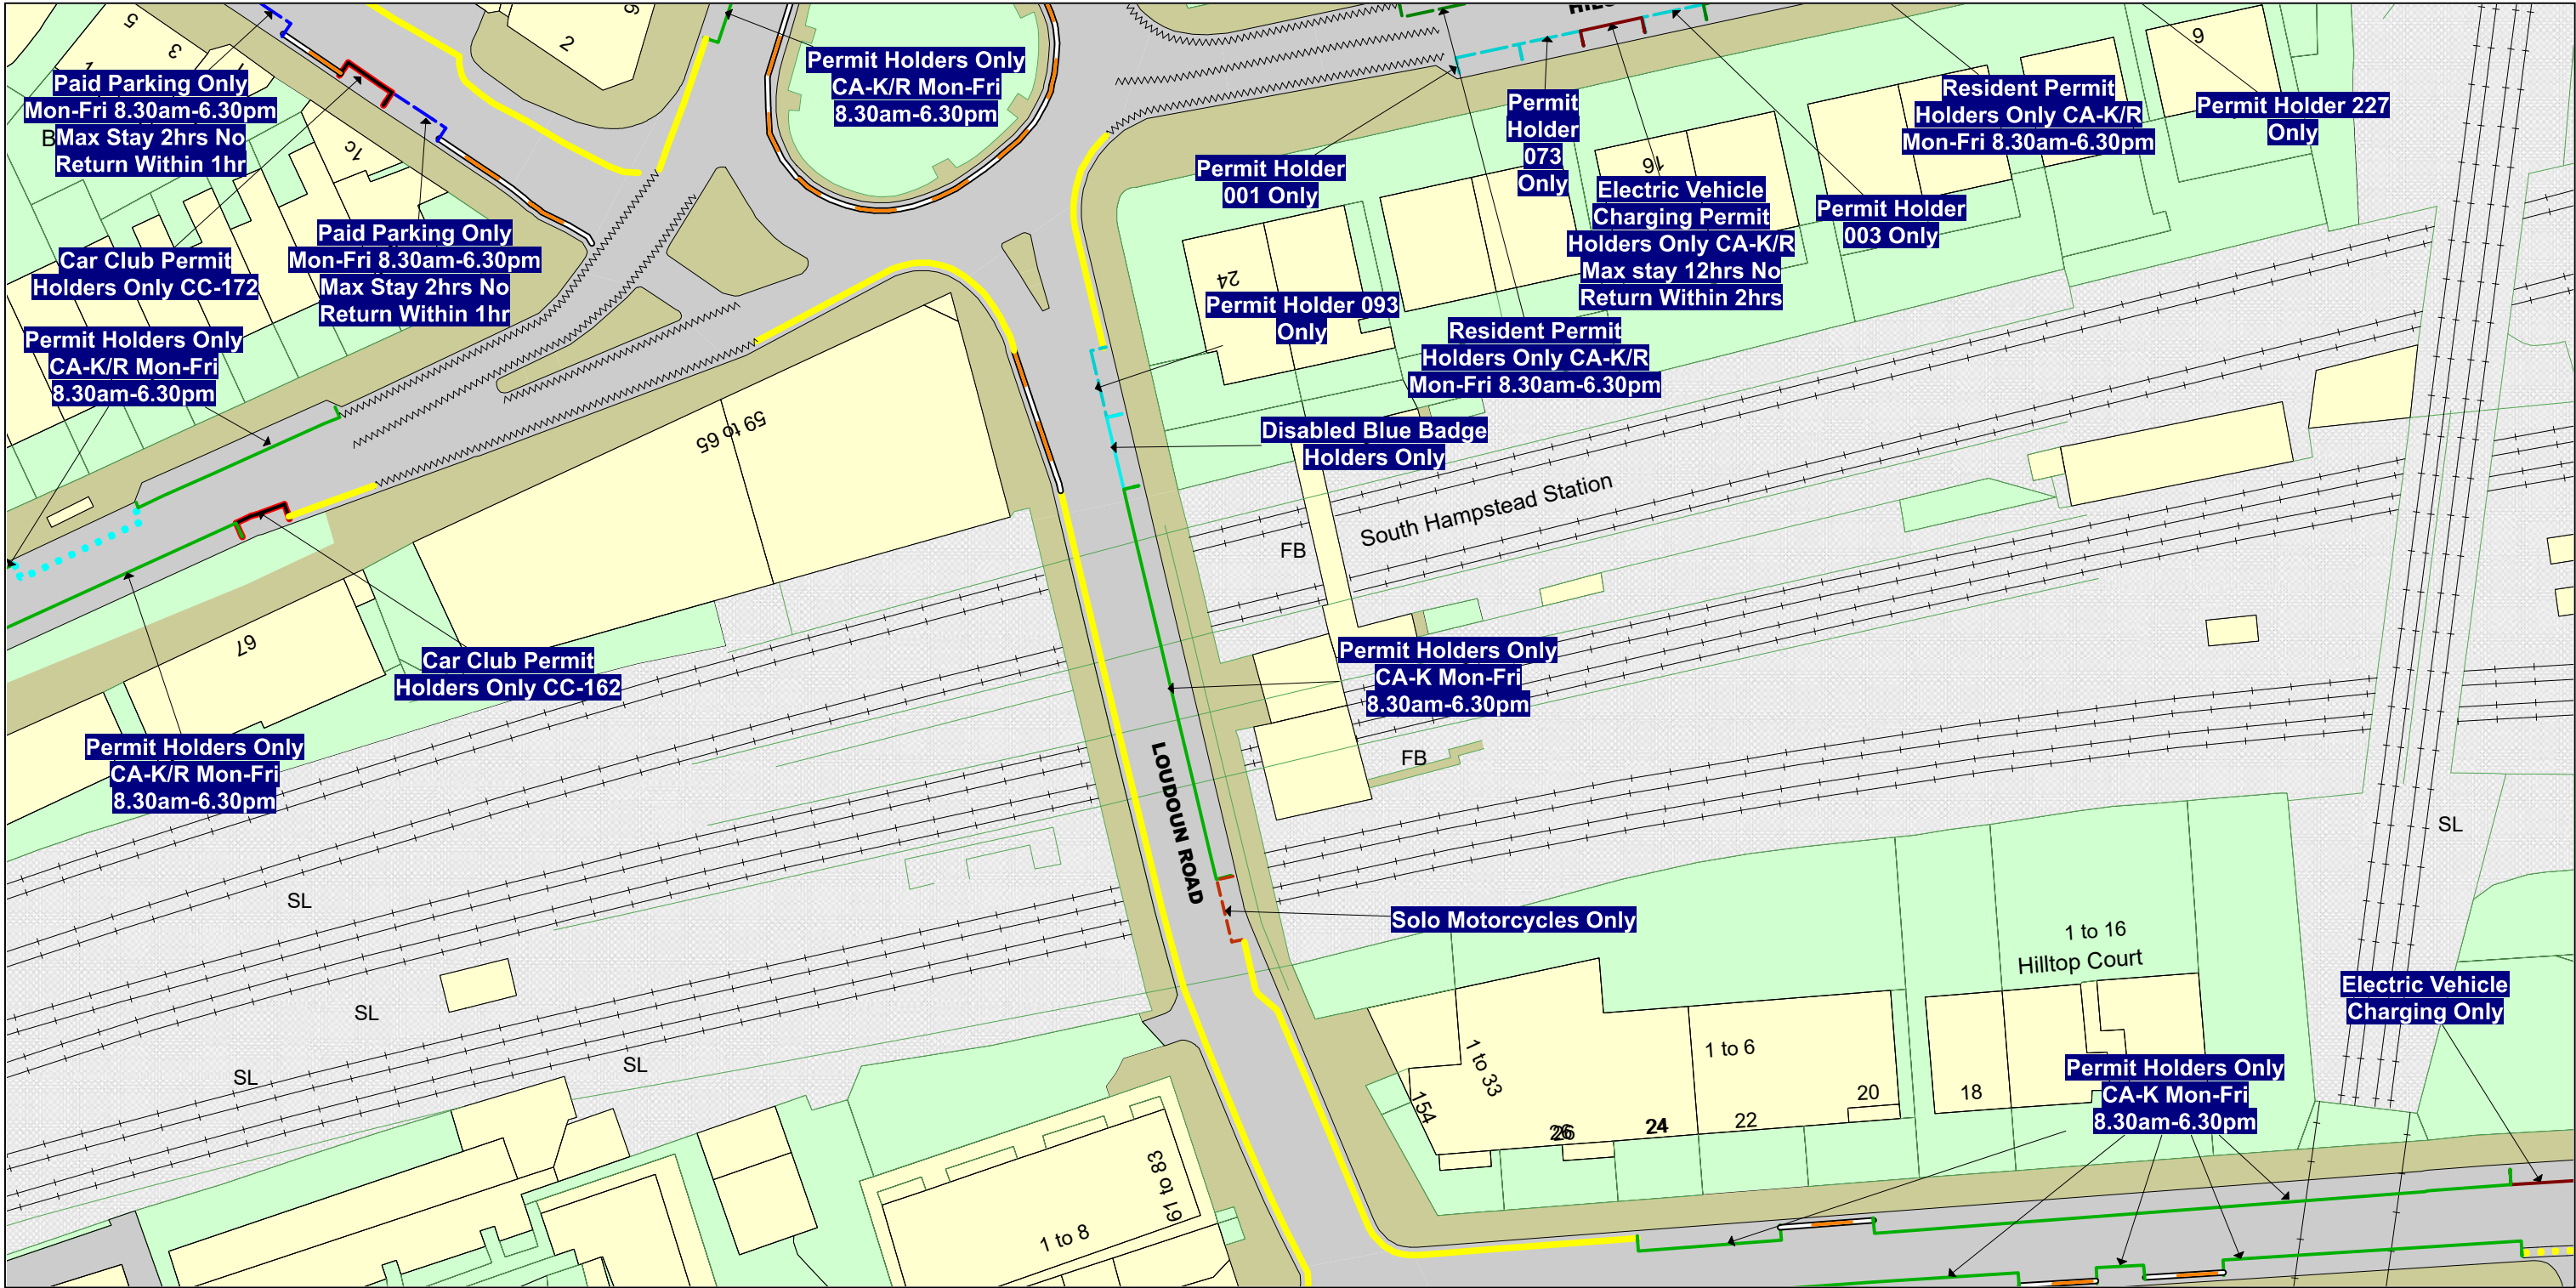 Paid Parking Only
Mon-Fri 8.30am-6.30pm
Max Stay 2hrs No
Return Within 1hr
5
3
1
B
2
1c
Permit Holders Only
CA-K/R Mon-Fri
8.30am-6.30pm
Permit Holder
001 Only
Permit
Holder
073
Only
Electric Vehicle
Charging Permit
Holders Only CA-K/R
Max stay 12hrs No
Return Within 2hrs
16
Permit Holder
003 Only
Resident Permit
Holders Only CA-K/R
Mon-Fri 8.30am-6.30pm
Permit Holder 227
Only
Car Club Permit
Holders Only CC-172
Paid Parking Only
Mon-Fri 8.30am-6.30pm
Max Stay 2hrs No
Return Within 1hr
Permit Holders Only
CA-K/R Mon-Fri
8.30am-6.30pm
24
Permit Holder 093
Only
Resident Permit
Holders Only CA-K/R
Mon-Fri 8.30am-6.30pm
Disabled Blue Badge
Holders Only
59 to 65
South Hampstead Station
FB
67
Car Club Permit
Holders Only CC-162
Permit Holders Only
CA-K Mon-Fri
8.30am-6.30pm
Permit Holders Only
CA-K/R Mon-Fri
8.30am-6.30pm
FB
LOUDOUN ROAD
SL
SL
Solo Motorcycles Only
1 to 16
Hilltop Court
Electric Vehicle
Charging Only
SL
SL
SL
1 to 33
1 to 6
154
26
24
22
20
18
Permit Holders Only
CA-K Mon-Fri
8.30am-6.30pm
61 to 83
1 to 8